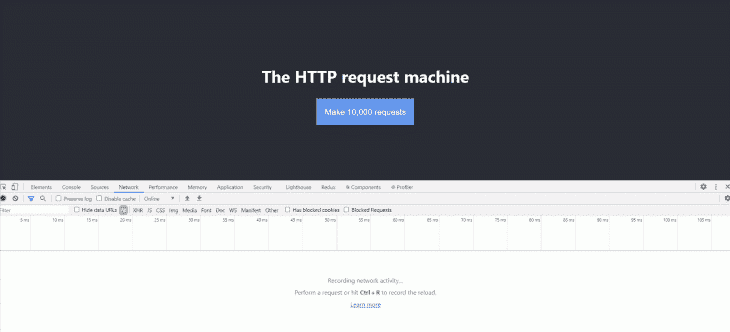 The HTTP request machine
Make 10,000 requests
Elements Console Sources Network Performance Memory Application Security Lighthouse Redux Components Profiler
Preserve log Disable cache Online
Filter Hide data URLs All XHR JS CSS Img Media Font Doc WS Manifest Other Has blocked cookies Blocked Requests
5 ms 10 ms 15 ms 20 ms 25 ms 30 ms 35 ms 40 ms 45 ms 50 ms 55 ms 60 ms 65 ms 70 ms 75 ms 80 ms 85 ms 90 ms 95 ms 100 ms 105 ms
Recording network activity...
Perform a request or hit Ctrl + R to record the reload.
Learn more